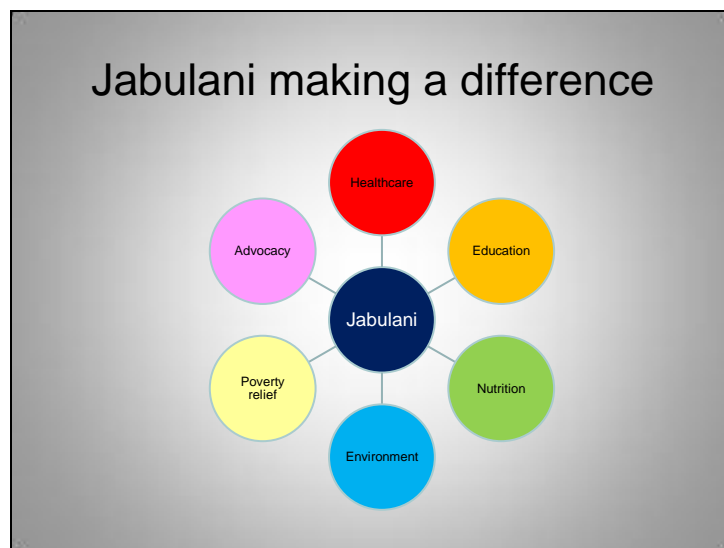 Jabulani making a difference
Healthcare
Advocacy
Education
Jabulani
Poverty
relief
Nutrition
Environment